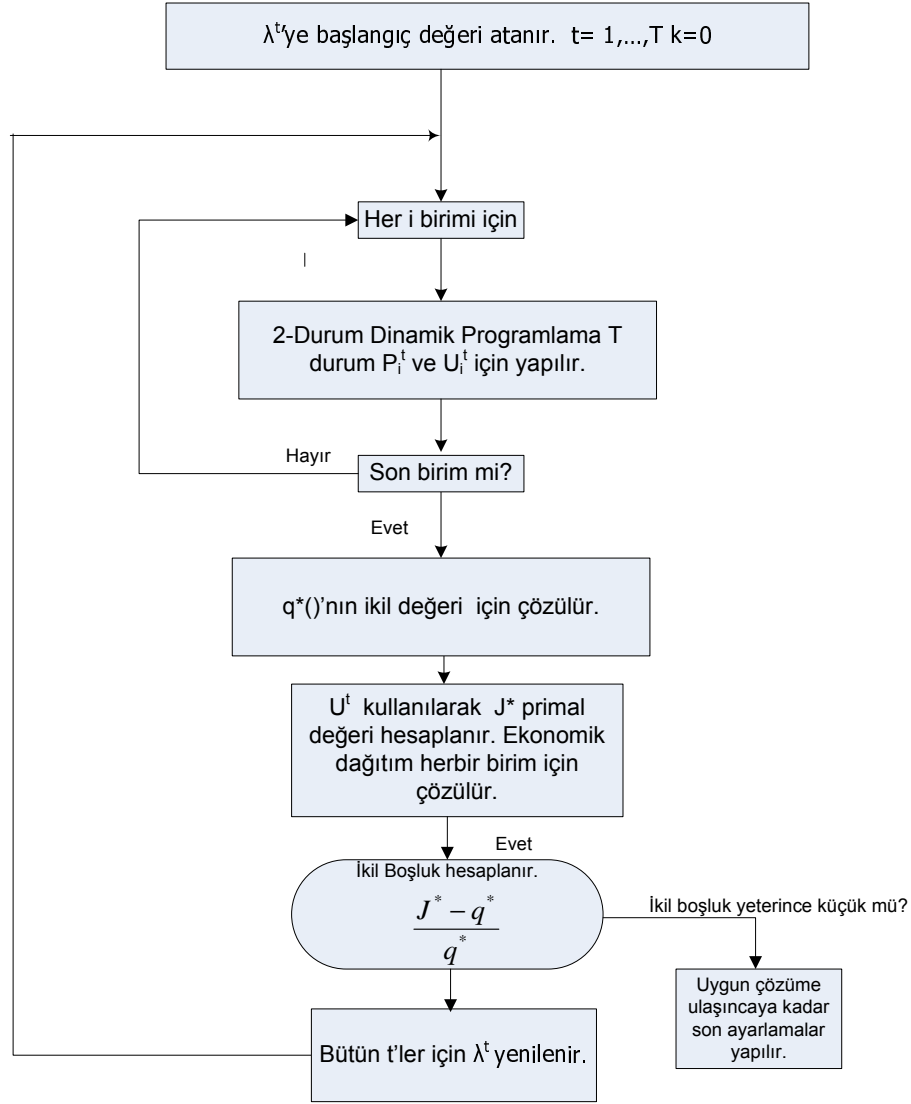 λᵗ'ye başlangıç değeri atanır. t= 1,...,T k=0
Her i birimi için
2-Durum Dinamik Programlama T
durum Pᵢᵗ ve Uᵢᵗ için yapılır.
Hayır
Son birim mi?
Evet
q*()'nın ikil değeri için çözülür.
Uᵗ kullanılarak J* primal
değeri hesaplanır. Ekonomik
dağıtım herbir birim için
çözülür.
Evet
İkil Boşluk hesaplanır.
J* − q*
q*
İkil boşluk yeterince küçük mü?
Uygun çözüme
ulaşıncaya kadar
son ayarlamalar
yapılır.
Bütün t'ler için λᵗ yenilenir.